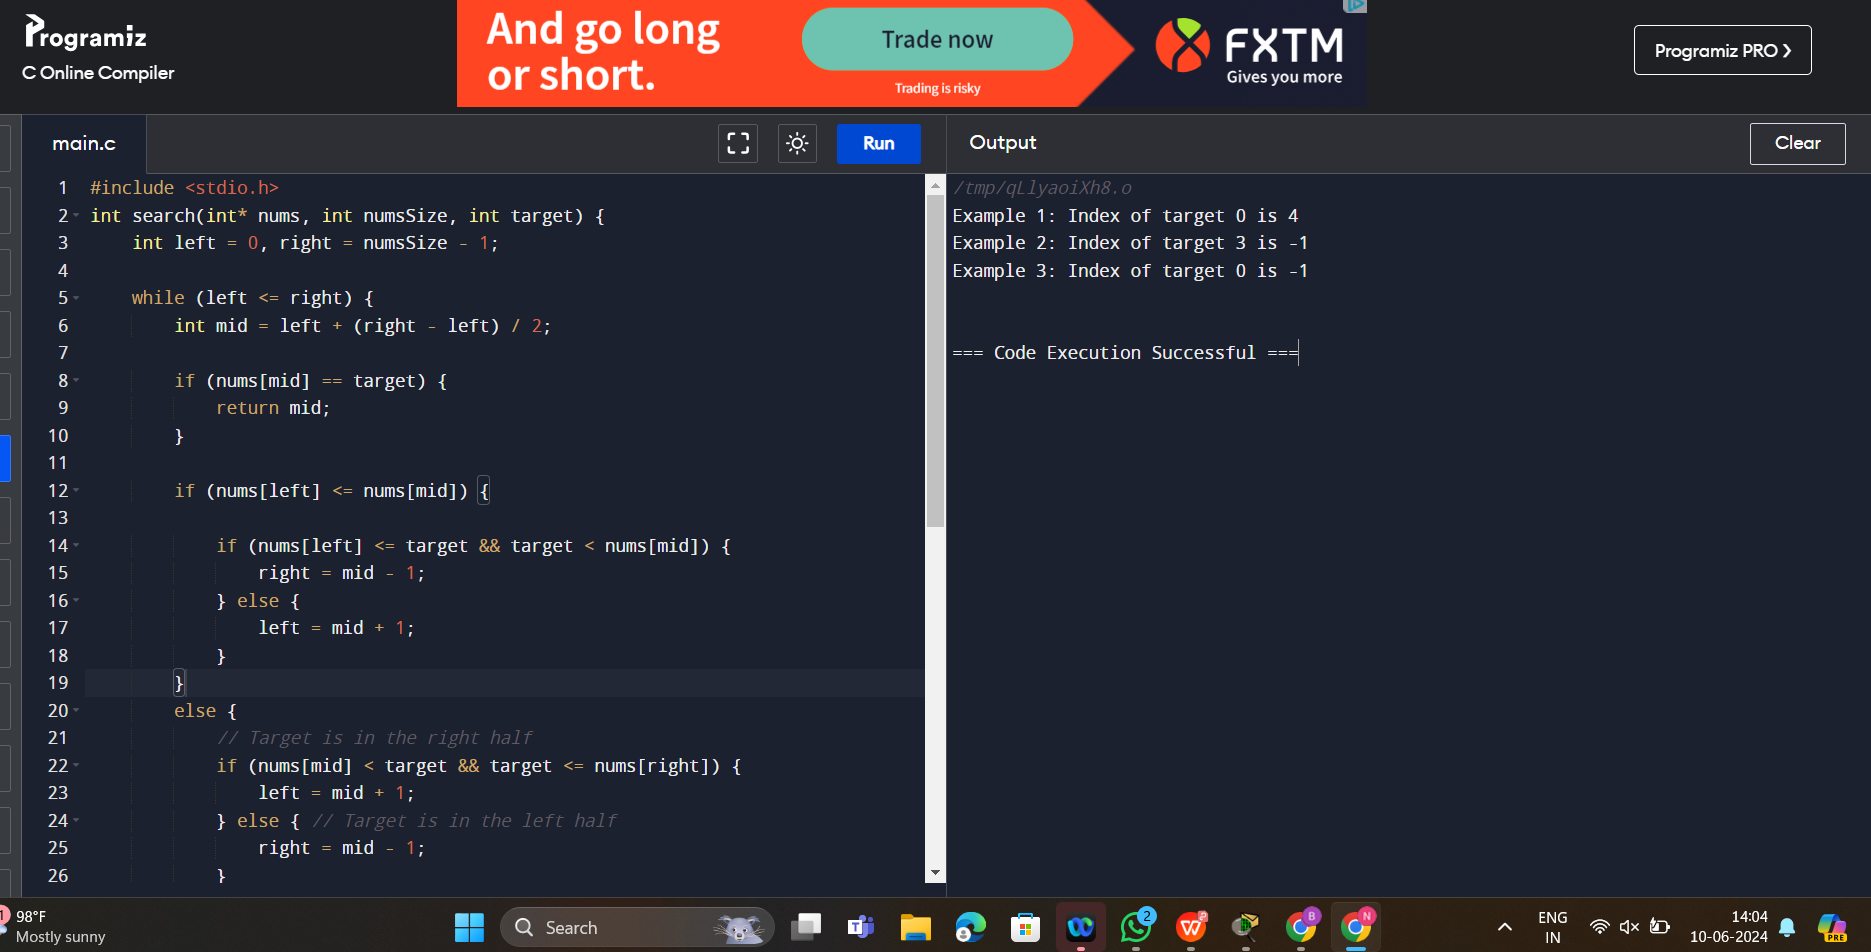 Programiz
C Online Compiler
And go long
or short.
Trade now
Trading is risky
FXTM
Gives you more
Programiz PRO ❯
main.c
Run
Output
Clear
1 #include <stdio.h>
2 int search(int* nums, int numsSize, int target) {
3     int left = 0, right = numsSize - 1;
4
5     while (left <= right) {
6         int mid = left + (right - left) / 2;
7
8         if (nums[mid] == target) {
9             return mid;
10         }
11
12         if (nums[left] <= nums[mid]) {
13
14             if (nums[left] <= target && target < nums[mid]) {
15                 right = mid - 1;
16             } else {
17                 left = mid + 1;
18             }
19         }
20         else {
21             // Target is in the right half
22             if (nums[mid] < target && target <= nums[right]) {
23                 left = mid + 1;
24             } else { // Target is in the left half
25                 right = mid - 1;
26             }
/tmp/qLlyaoiXh8.o
Example 1: Index of target 0 is 4
Example 2: Index of target 3 is -1
Example 3: Index of target 0 is -1
=== Code Execution Successful ===
1
98°F
Mostly sunny
Search
2
B
N
ENG
IN
14:04
10-06-2024
PRE